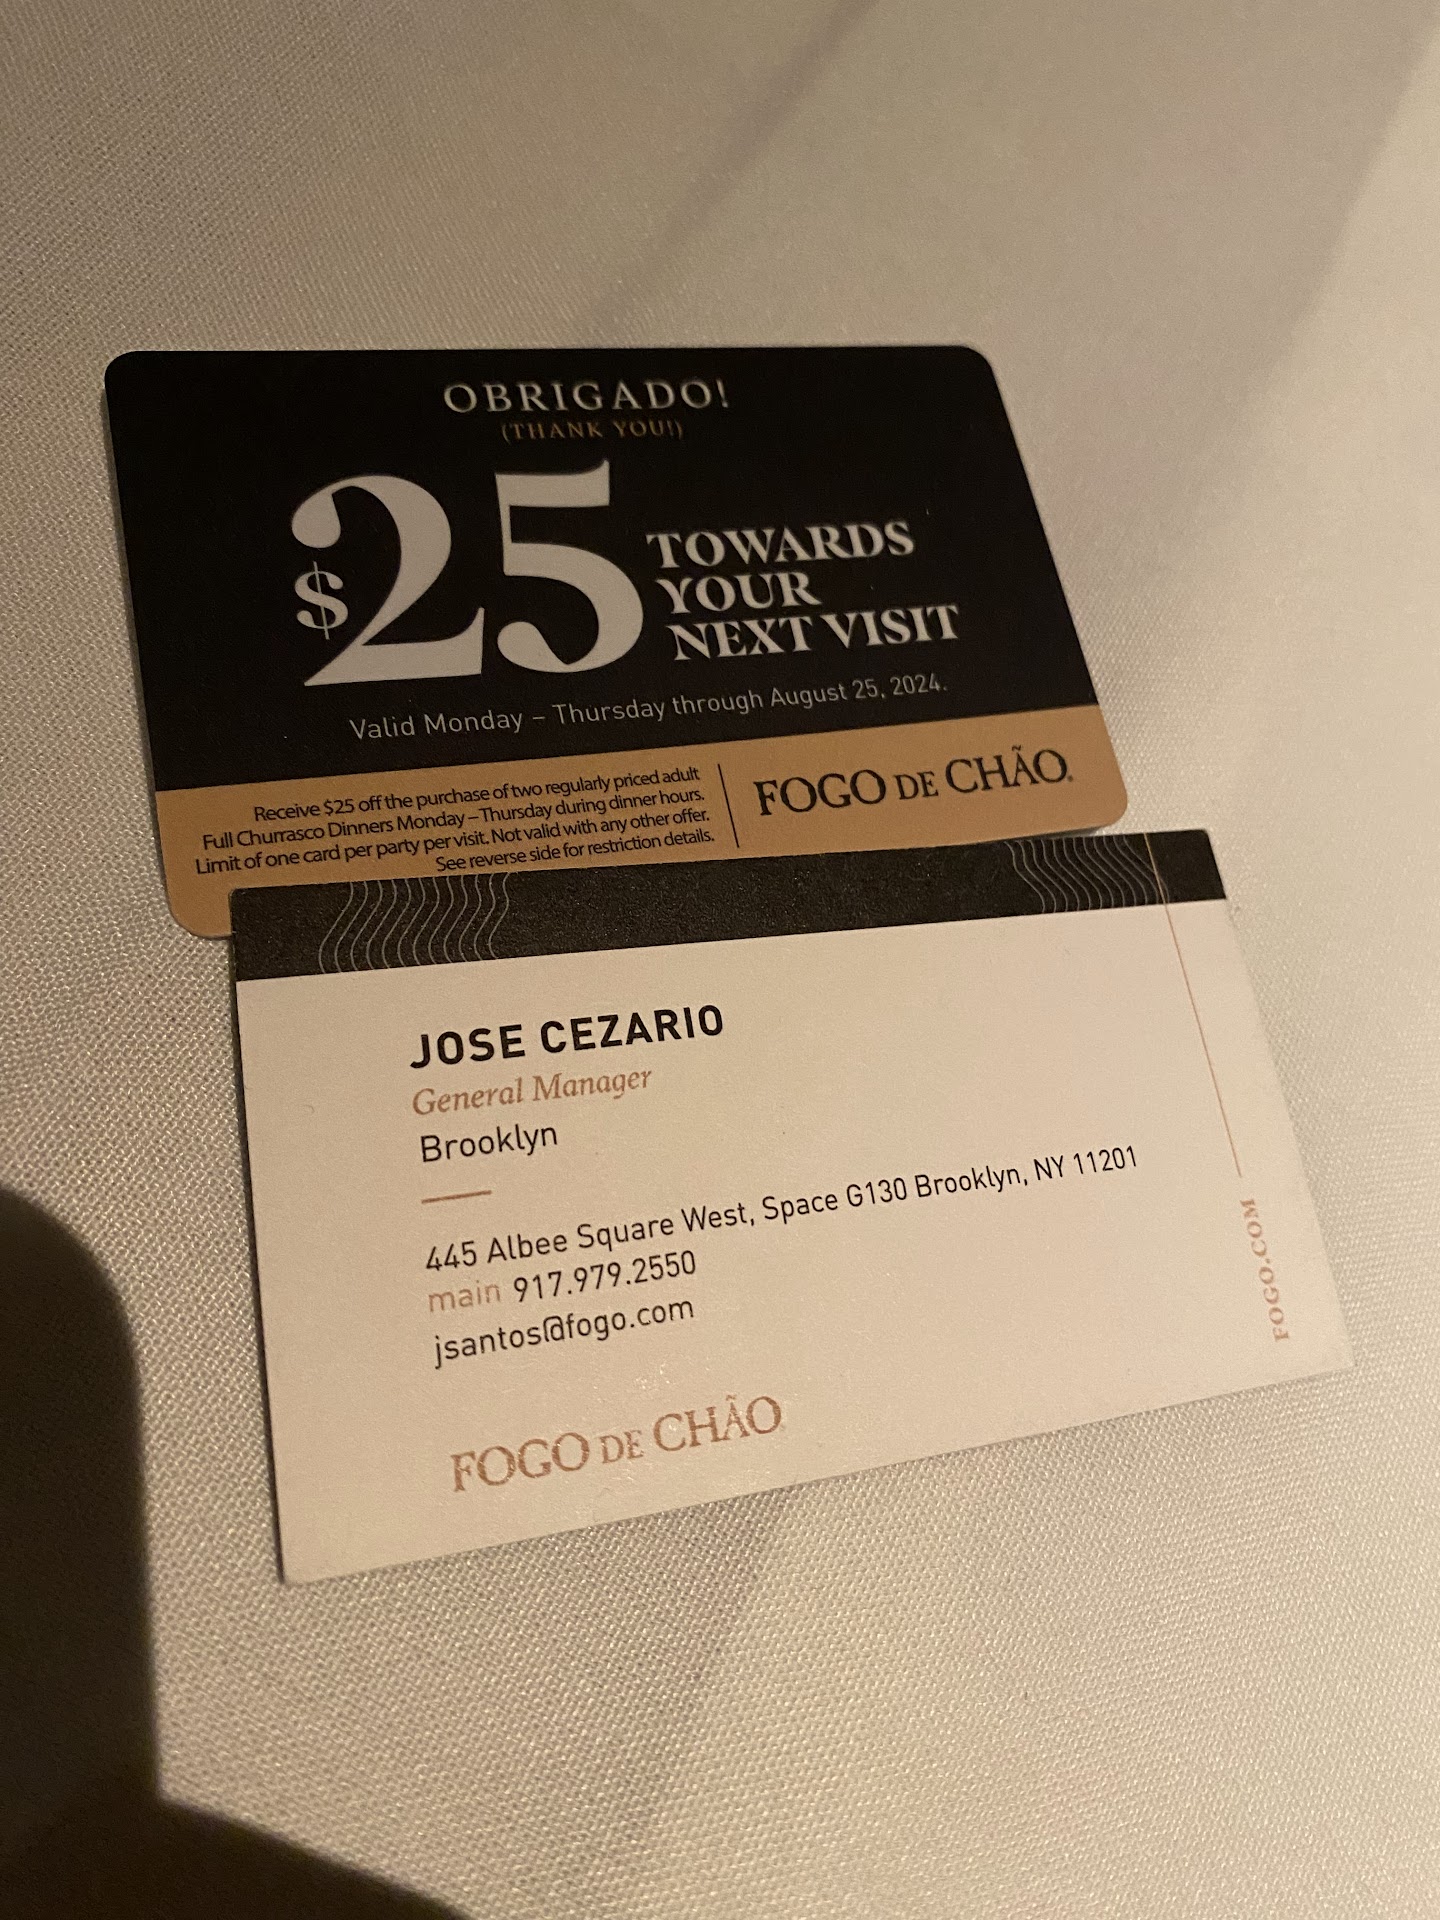 OBRIGADO!
(THANK YOU!)
$25
TOWARDS
YOUR
NEXT VISIT
Valid Monday – Thursday through August 25, 2024.
Receive $25 off the purchase of two regularly priced adult
Full Churrasco Dinners Monday – Thursday during dinner hours.
Limit of one card per party per visit. Not valid with any other offer.
See reverse side for restriction details.
FOGO DE CHÃO®
JOSE CEZARIO
General Manager
Brooklyn
445 Albee Square West, Space G130 Brooklyn, NY 11201
main 917.979.2550
jsantos@fogo.com
FOGO DE CHÃO
FOGO.COM